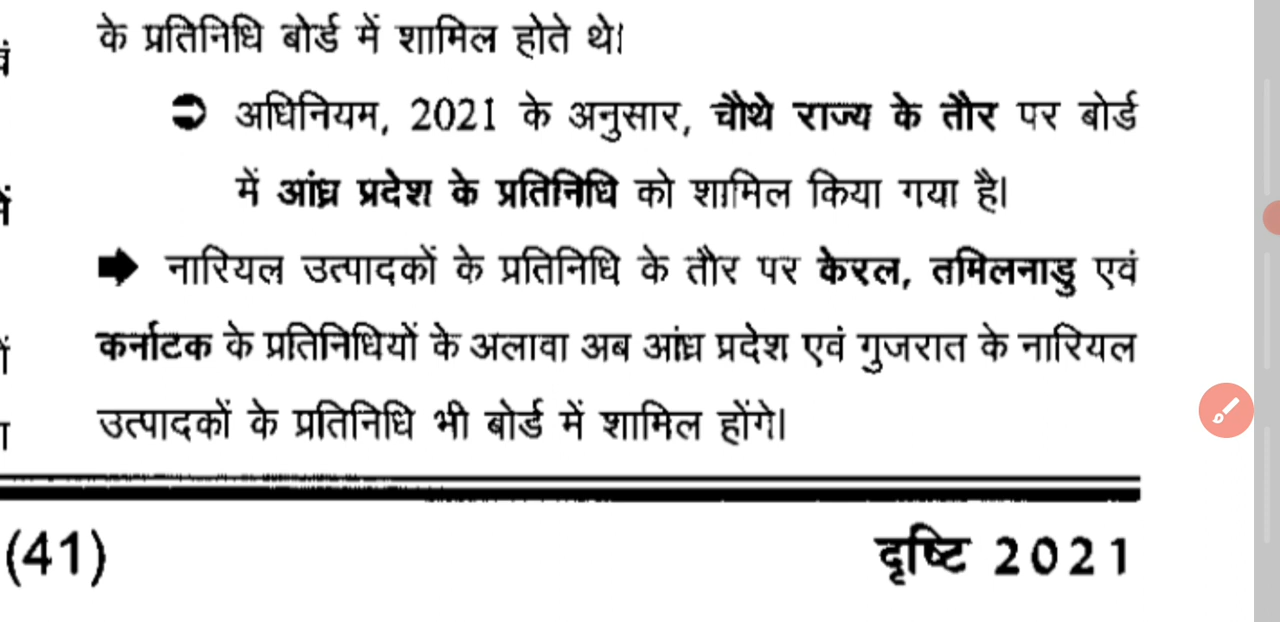 के प्रतिनिधि बोर्ड में शामिल होते थे।
➲ अधिनियम, 2021 के अनुसार, चौथे राज्य के तौर पर बोर्ड
में आंध्र प्रदेश के प्रतिनिधि को शामिल किया गया है।
➡ नारियल उत्पादकों के प्रतिनिधि के तौर पर केरल, तमिलनाडु एवं
कर्नाटक के प्रतिनिधियों के अलावा अब आंध्र प्रदेश एवं गुजरात के नारियल
उत्पादकों के प्रतिनिधि भी बोर्ड में शामिल होंगे।
(41) दृष्टि 2021